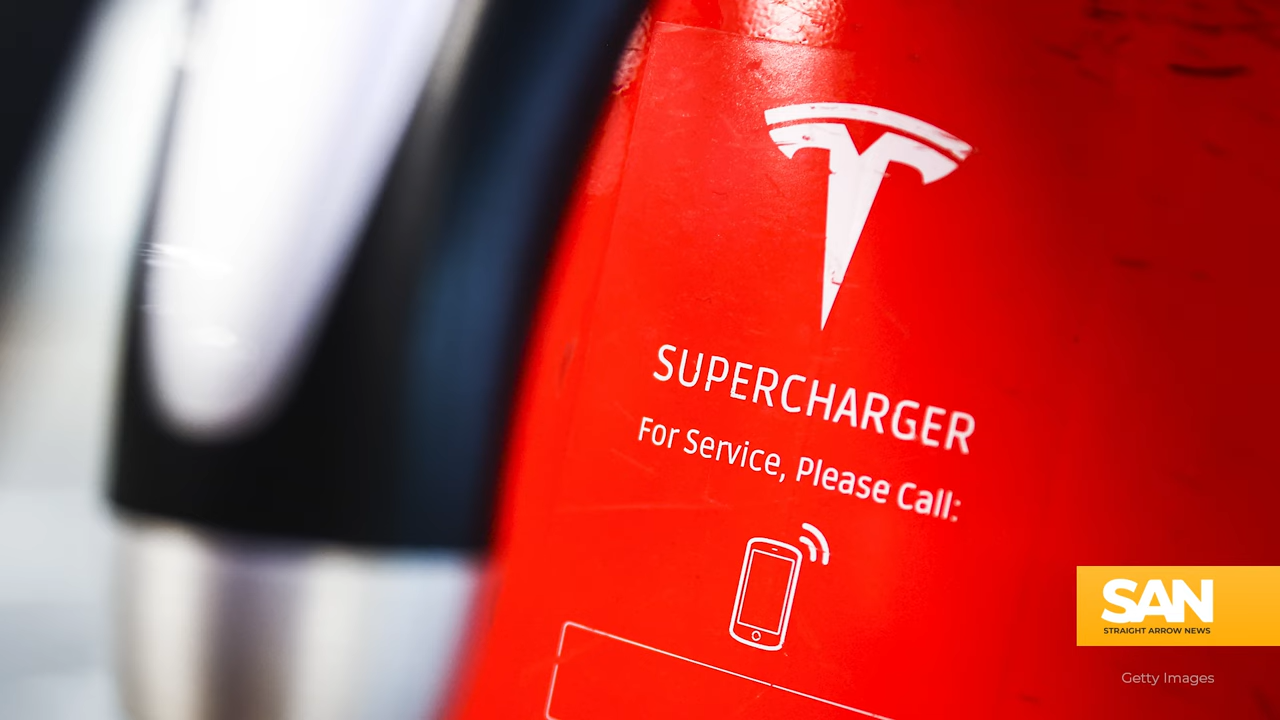 SUPERCHARGER
For Service, Please Call:
SAN
STRAIGHT ARROW NEWS
Getty Images